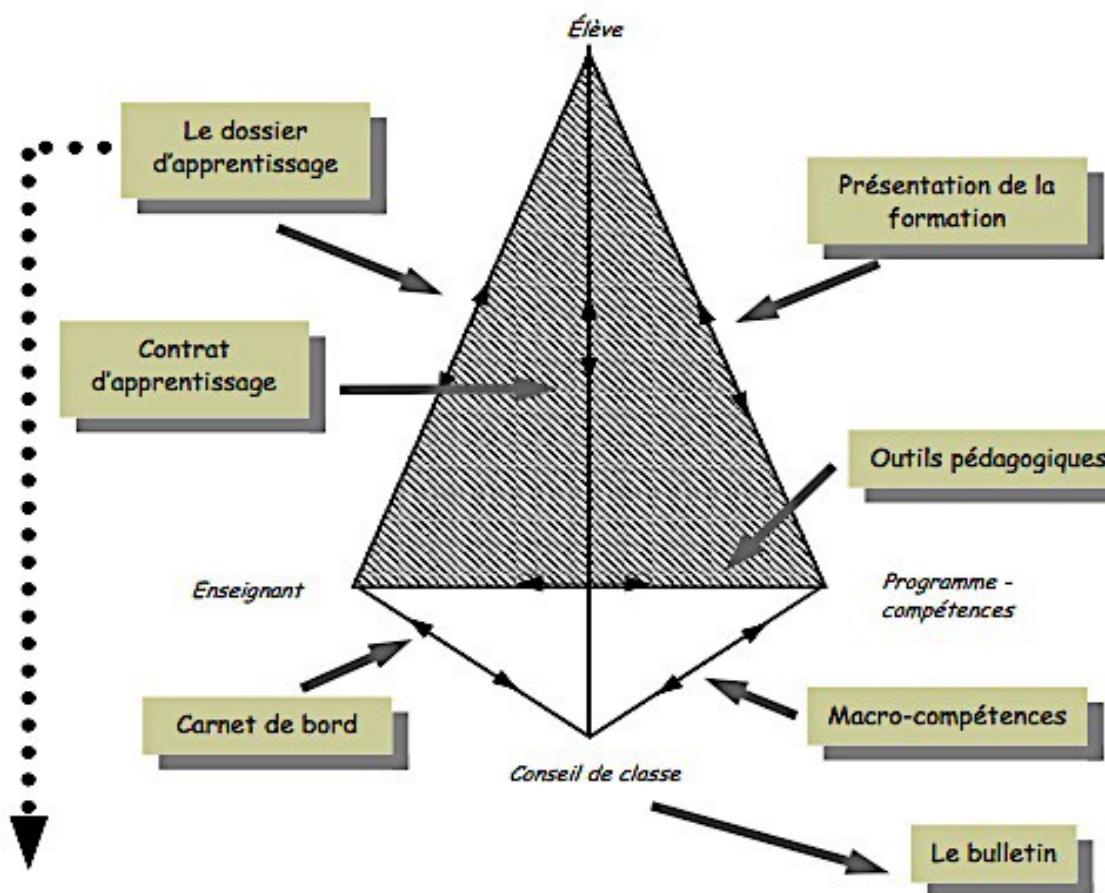 Élève
Le dossier
d'apprentissage
Présentation de la
formation
Contrat
d'apprentissage
Outils pédagogiques
Enseignant
Programme -
compétences
Carnet de bord
Macro-compétences
Conseil de classe
Le bulletin